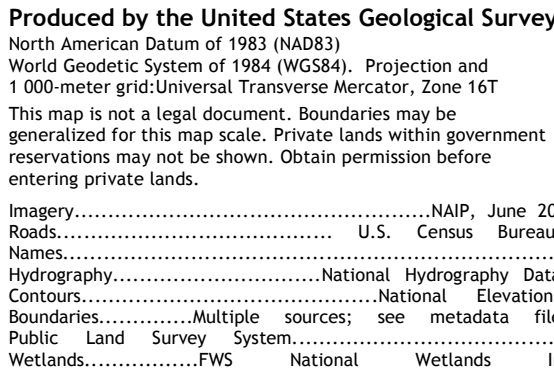 Produced by the United States Geological Survey
North American Datum of 1983 (NAD83)
World Geodetic System of 1984 (WGS84).  Projection and
1 000-meter grid:Universal Transverse Mercator, Zone 16T
This map is not a legal document. Boundaries may be
generalized for this map scale. Private lands within government
reservations may not be shown. Obtain permission before
entering private lands.
Imagery....................................................NAIP, June 20
Roads........................................ U.S. Census Bureau
Names........................................................................
Hydrography..............................National Hydrography Data
Contours............................................National Elevation
Boundaries..............Multiple sources; see metadata file
Public Land Survey System......................................
Wetlands.................FWS National Wetlands